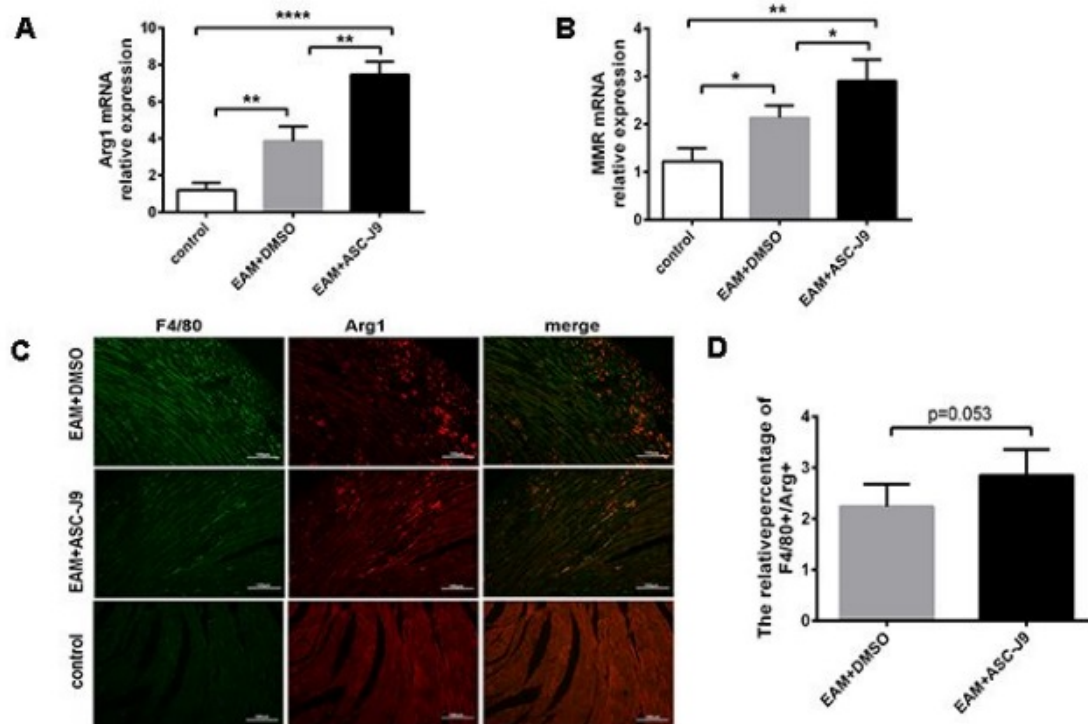 A
****
**
**
10
8
6
4
2
0
Arg1 mRNA
relative expression
control
EAM+DMSO
EAM+ASC-J9
B
**
*
*
4
3
2
1
0
MMR mRNA
relative expression
control
EAM+DMSO
EAM+ASC-J9
C
F4/80
Arg1
merge
EAM+DMSO
EAM+ASC-J9
control
D
p=0.053
4
3
2
1
0
The relativepercentage of
F4/80+/Arg+
EAM+DMSO
EAM+ASC-J9